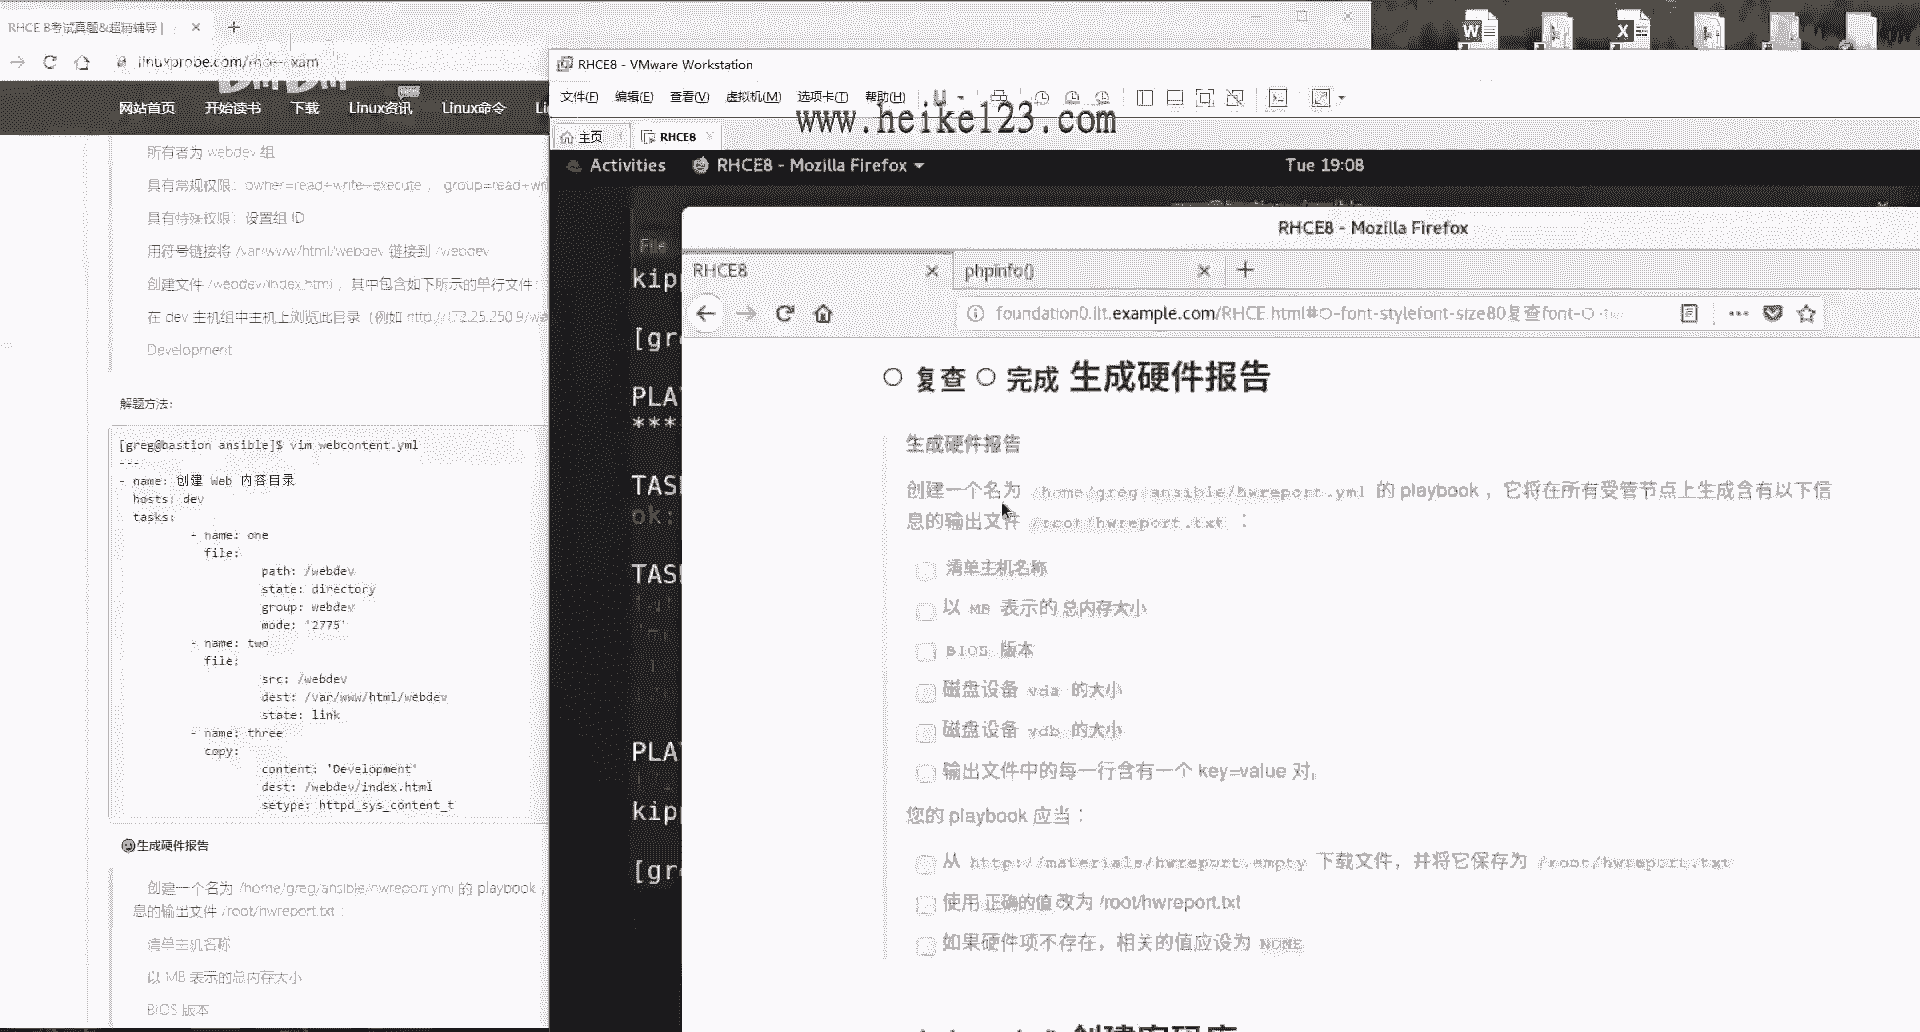 RHCE 8考试真题&超萌辅导 |
linuxprobe.com/rhce-exam
网站首页 开始读书 下载 Linux资讯 Linux命令
所有者为 webdev 组
具有常规权限：owner=read+write+execute ， group=read+wri
具有特殊权限：设置组 ID
用符号链接将 /var/www/html/webdev 链接到 /webdev
创建文件 /webdev/index.html ，其中包含如下所示的单行文件：
在 dev 主机组中主机上浏览此目录（例如 http://172.25.250.9/we
Development
解题方法:
[greg@bastion ansible]$ vim webcontent.yml
---
- name: 创建 Web 内容目录
hosts: dev
tasks:
- name: one
file:
path: /webdev
state: directory
group: webdev
mode: '2775'
- name: two
file:
src: /webdev
dest: /var/www/html/webdev
state: link
- name: three
copy:
content: 'Development'
dest: /webdev/index.html
setype: httpd_sys_content_t
生成硬件报告
创建一个名为 /home/greg/ansible/hwreport.yml 的 playbook ，
息的输出文件 /root/hwreport.txt ：
清单主机名称
以 MB 表示的总内存大小
BIOS 版本
RHCE8 - VMware Workstation
文件(F) 编辑(E) 查看(V) 虚拟机(M) 选项卡(T) 帮助(H)
www.heike123.com
主页 RHCE8
Activities RHCE8 - Mozilla Firefox Tue 19:08
File
kip
[gr
PLA
***
TAS
ok:
TAS
PLA
kip
[gr
RHCE8 - Mozilla Firefox
RHCE8 phpinfo()
foundation0.ilt.example.com/RHCE.html#O-font-stylefont-size80复查font-O
复查 完成 生成硬件报告
生成硬件报告
创建一个名为 /home/greg/ansible/hwreport.yml 的 playbook ，它将在所有受管节点上生成含有以下信
息的输出文件 /root/hwreport.txt ：
清单主机名称
以 MB 表示的总内存大小
BIOS 版本
磁盘设备 vda 的大小
磁盘设备 vdb 的大小
输出文件中的每一行含有一个 key=value 对。
您的 playbook 应当：
从 http://materials/hwreport.empty 下载文件，并将它保存为 /root/hwreport.txt
使用 正确的值 改为 /root/hwreport.txt
如果硬件项不存在，相关的值应设为 NONE